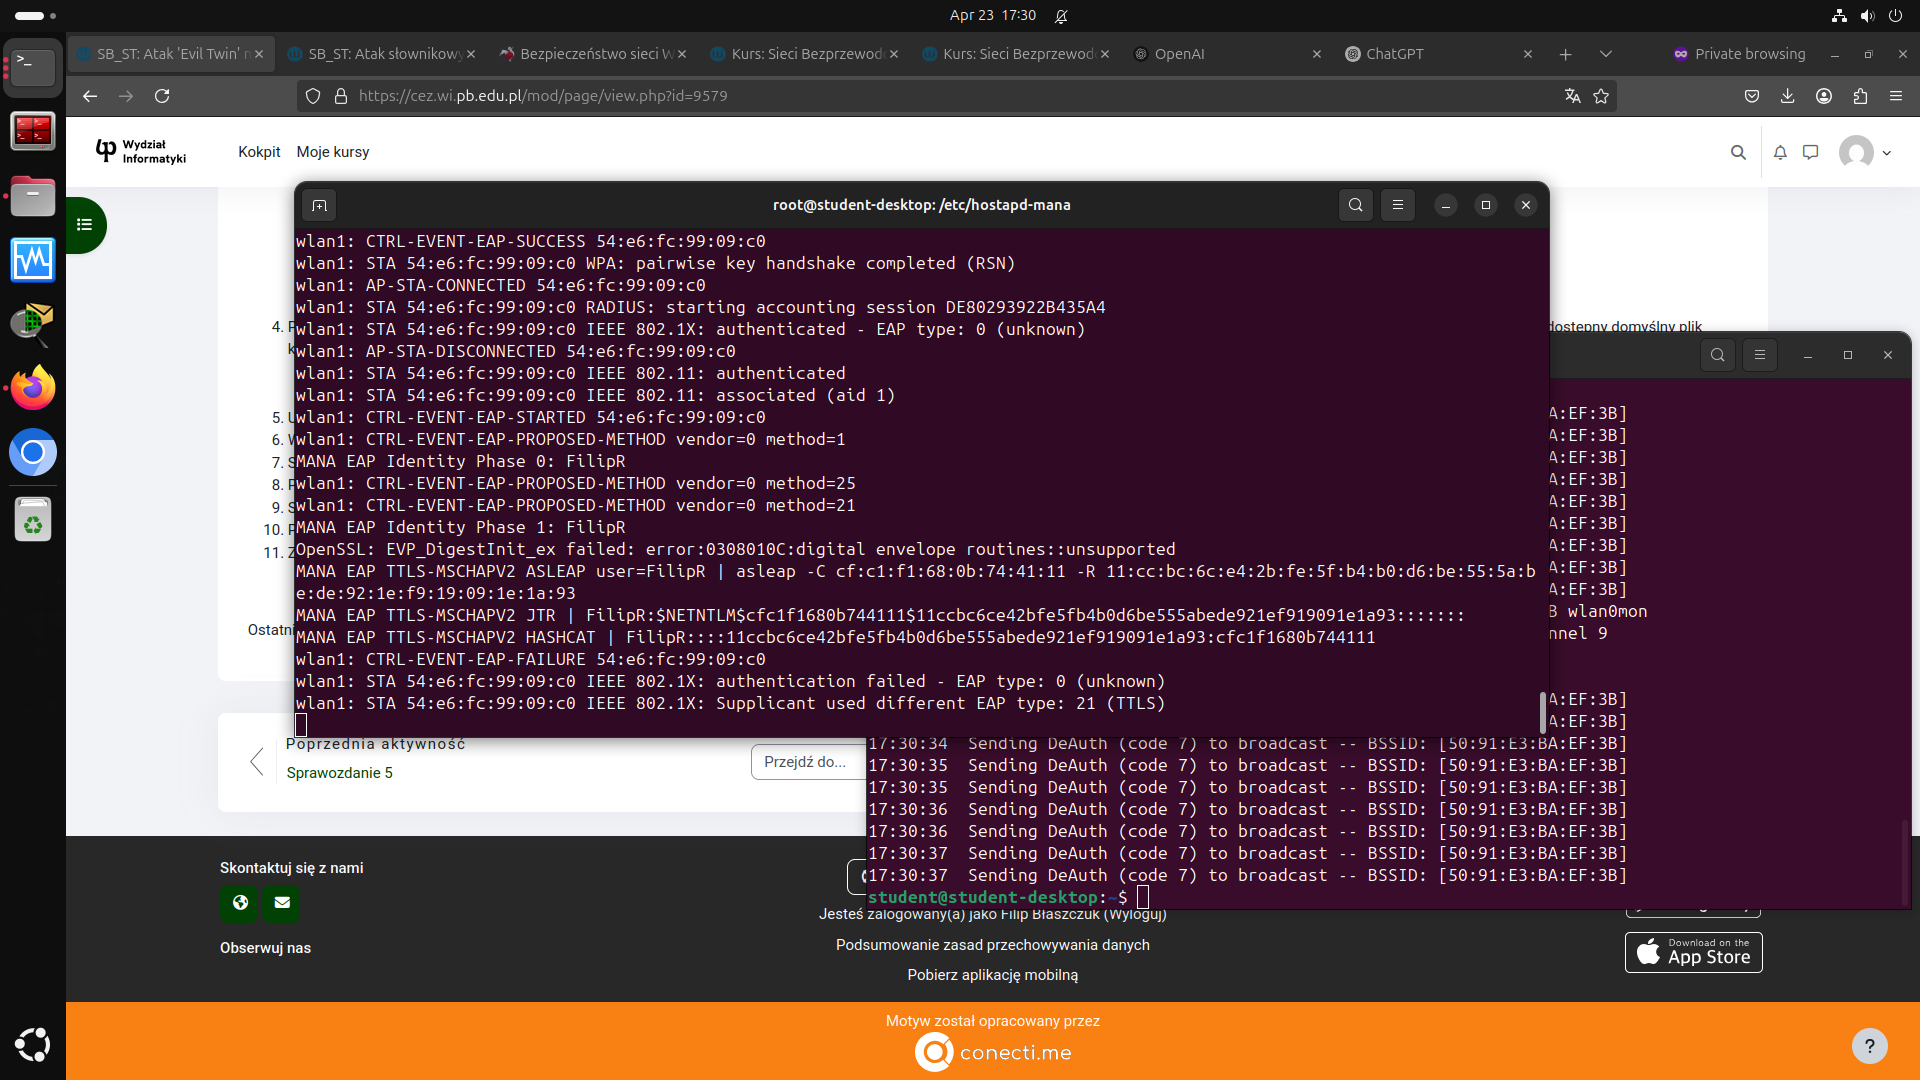 Apr 23  17:30
SB_ST: Atak 'Evil Twin' n
SB_ST: Atak słownikowy
Bezpieczeństwo sieci W
Kurs: Sieci Bezprzewodo
Kurs: Sieci Bezprzewodo
OpenAI
ChatGPT
Private browsing
https://cez.wi.pb.edu.pl/mod/page/view.php?id=9579
Wydział
Informatyki
Kokpit
Moje kursy
root@student-desktop: /etc/hostapd-mana
wlan1: CTRL-EVENT-EAP-SUCCESS 54:e6:fc:99:09:c0
wlan1: STA 54:e6:fc:99:09:c0 WPA: pairwise key handshake completed (RSN)
wlan1: AP-STA-CONNECTED 54:e6:fc:99:09:c0
wlan1: STA 54:e6:fc:99:09:c0 RADIUS: starting accounting session DE80293922B435A4
wlan1: STA 54:e6:fc:99:09:c0 IEEE 802.1X: authenticated - EAP type: 0 (unknown)
wlan1: AP-STA-DISCONNECTED 54:e6:fc:99:09:c0
wlan1: STA 54:e6:fc:99:09:c0 IEEE 802.11: authenticated
wlan1: STA 54:e6:fc:99:09:c0 IEEE 802.11: associated (aid 1)
wlan1: CTRL-EVENT-EAP-STARTED 54:e6:fc:99:09:c0
wlan1: CTRL-EVENT-EAP-PROPOSED-METHOD vendor=0 method=1
MANA EAP Identity Phase 0: FilipR
wlan1: CTRL-EVENT-EAP-PROPOSED-METHOD vendor=0 method=25
wlan1: CTRL-EVENT-EAP-PROPOSED-METHOD vendor=0 method=21
MANA EAP Identity Phase 1: FilipR
OpenSSL: EVP_DigestInit_ex failed: error:0308010C:digital envelope routines::unsupported
MANA EAP TTLS-MSCHAPV2 ASLEAP user=FilipR | asleap -C cf:c1:f1:68:0b:74:41:11 -R 11:cc:bc:6c:e4:2b:fe:5f:b4:b0:d6:be:55:5a:b
e:de:92:1e:f9:19:09:1e:1a:93
MANA EAP TTLS-MSCHAPV2 JTR | FilipR:$NETNTLM$cfc1f1680b744111$11ccbc6ce42bfe5fb4b0d6be555abede921ef919091e1a93:::::::
MANA EAP TTLS-MSCHAPV2 HASHCAT | FilipR::::11ccbc6ce42bfe5fb4b0d6be555abede921ef919091e1a93:cfc1f1680b744111
wlan1: CTRL-EVENT-EAP-FAILURE 54:e6:fc:99:09:c0
wlan1: STA 54:e6:fc:99:09:c0 IEEE 802.1X: authentication failed - EAP type: 0 (unknown)
wlan1: STA 54:e6:fc:99:09:c0 IEEE 802.1X: Supplicant used different EAP type: 21 (TTLS)
4. P
dostępny domyślny plik
k
5. U
6. W
7. S
8. P
9. S
10. P
11. Z
Ostatni
A:EF:3B]
A:EF:3B]
A:EF:3B]
A:EF:3B]
A:EF:3B]
A:EF:3B]
A:EF:3B]
A:EF:3B]
A:EF:3B]
B wlan0mon
nnel 9
A:EF:3B]
A:EF:3B]
17:30:34  Sending DeAuth (code 7) to broadcast -- BSSID: [50:91:E3:BA:EF:3B]
17:30:35  Sending DeAuth (code 7) to broadcast -- BSSID: [50:91:E3:BA:EF:3B]
17:30:35  Sending DeAuth (code 7) to broadcast -- BSSID: [50:91:E3:BA:EF:3B]
17:30:36  Sending DeAuth (code 7) to broadcast -- BSSID: [50:91:E3:BA:EF:3B]
17:30:36  Sending DeAuth (code 7) to broadcast -- BSSID: [50:91:E3:BA:EF:3B]
17:30:37  Sending DeAuth (code 7) to broadcast -- BSSID: [50:91:E3:BA:EF:3B]
17:30:37  Sending DeAuth (code 7) to broadcast -- BSSID: [50:91:E3:BA:EF:3B]
student@student-desktop:~$
Poprzednia aktywność
Sprawozdanie 5
Przejdź do...
Skontaktuj się z nami
Obserwuj nas
Jesteś zalogowany(a) jako Filip Błaszczuk (Wyloguj)
Podsumowanie zasad przechowywania danych
Pobierz aplikację mobilną
Download on the
App Store
Motyw został opracowany przez
conecti.me
?